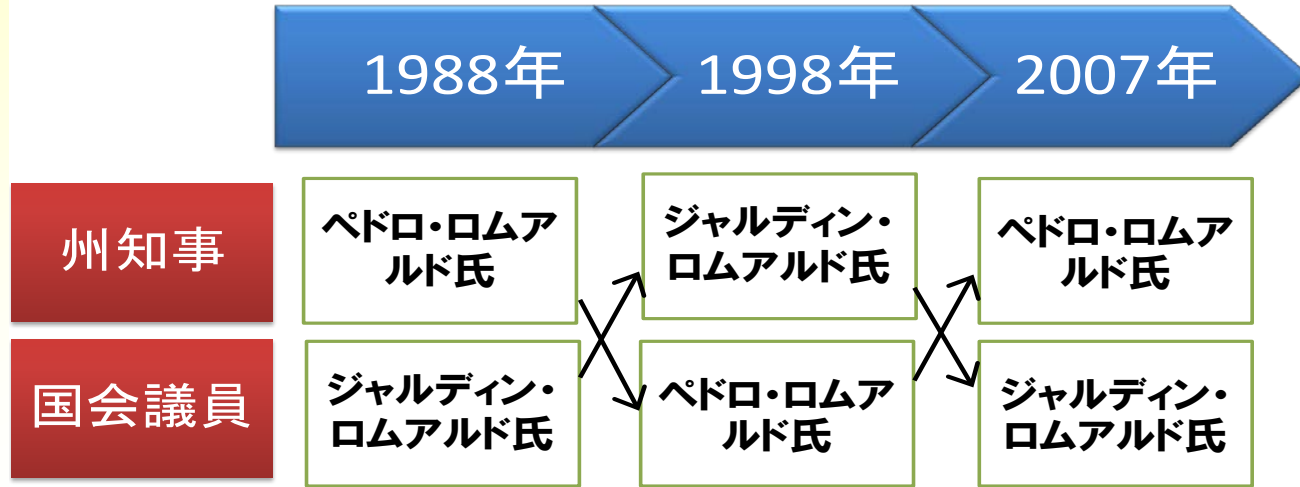 1988年
1998年
2007年
州知事
ペドロ・ロムア
ルド氏
ジャルディン・
ロムアルド氏
ペドロ・ロムア
ルド氏
国会議員
ジャルディン・
ロムアルド氏
ペドロ・ロムア
ルド氏
ジャルディン・
ロムアルド氏